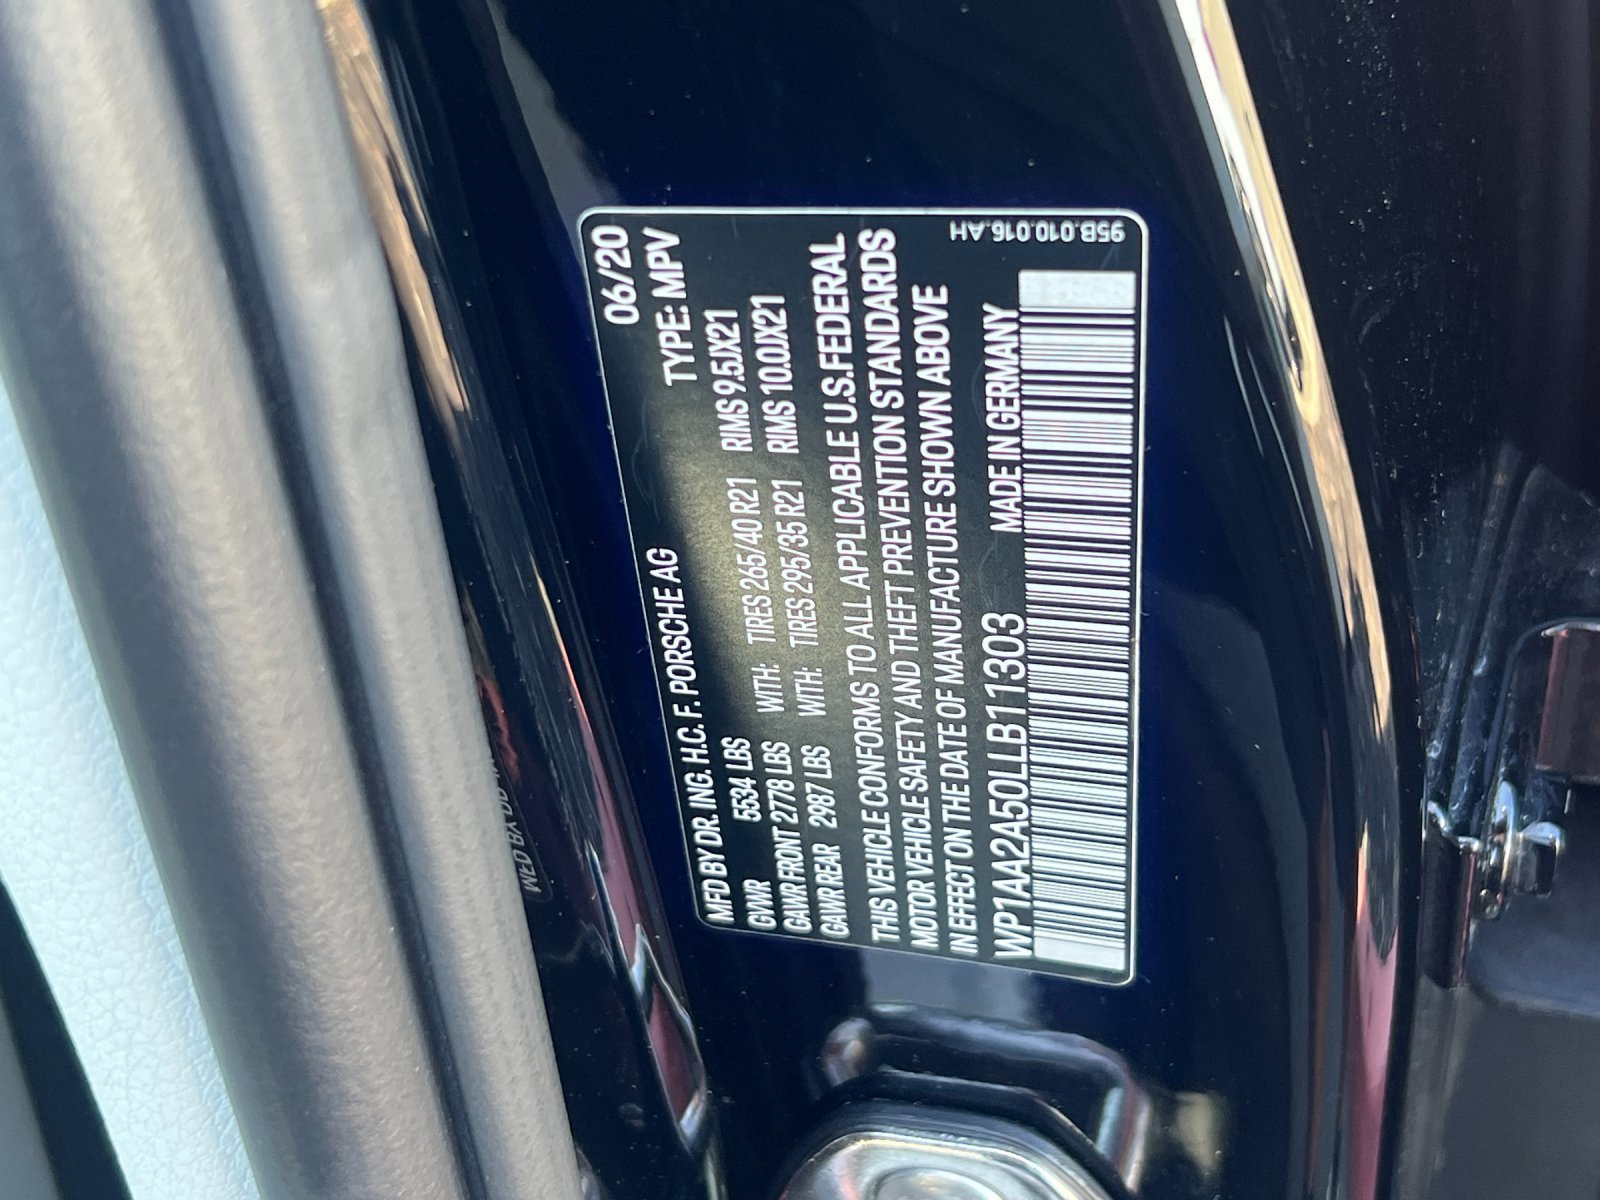 MFD BY DR. ING. H.C. F. PORSCHE AG 06/20
GVWR 5534 LBS TYPE: MPV
GAWR FRONT 2778 LBS WITH: TIRES 265/40 R21 RIMS 9.5JX21
GAWR REAR 2987 LBS WITH: TIRES 295/35 R21 RIMS 10.0JX21
THIS VEHICLE CONFORMS TO ALL APPLICABLE U.S.FEDERAL
MOTOR VEHICLE SAFETY AND THEFT PREVENTION STANDARDS
IN EFFECT ON THE DATE OF MANUFACTURE SHOWN ABOVE
WP1AA2A50LLB11303 MADE IN GERMANY
95B.010.016.AH